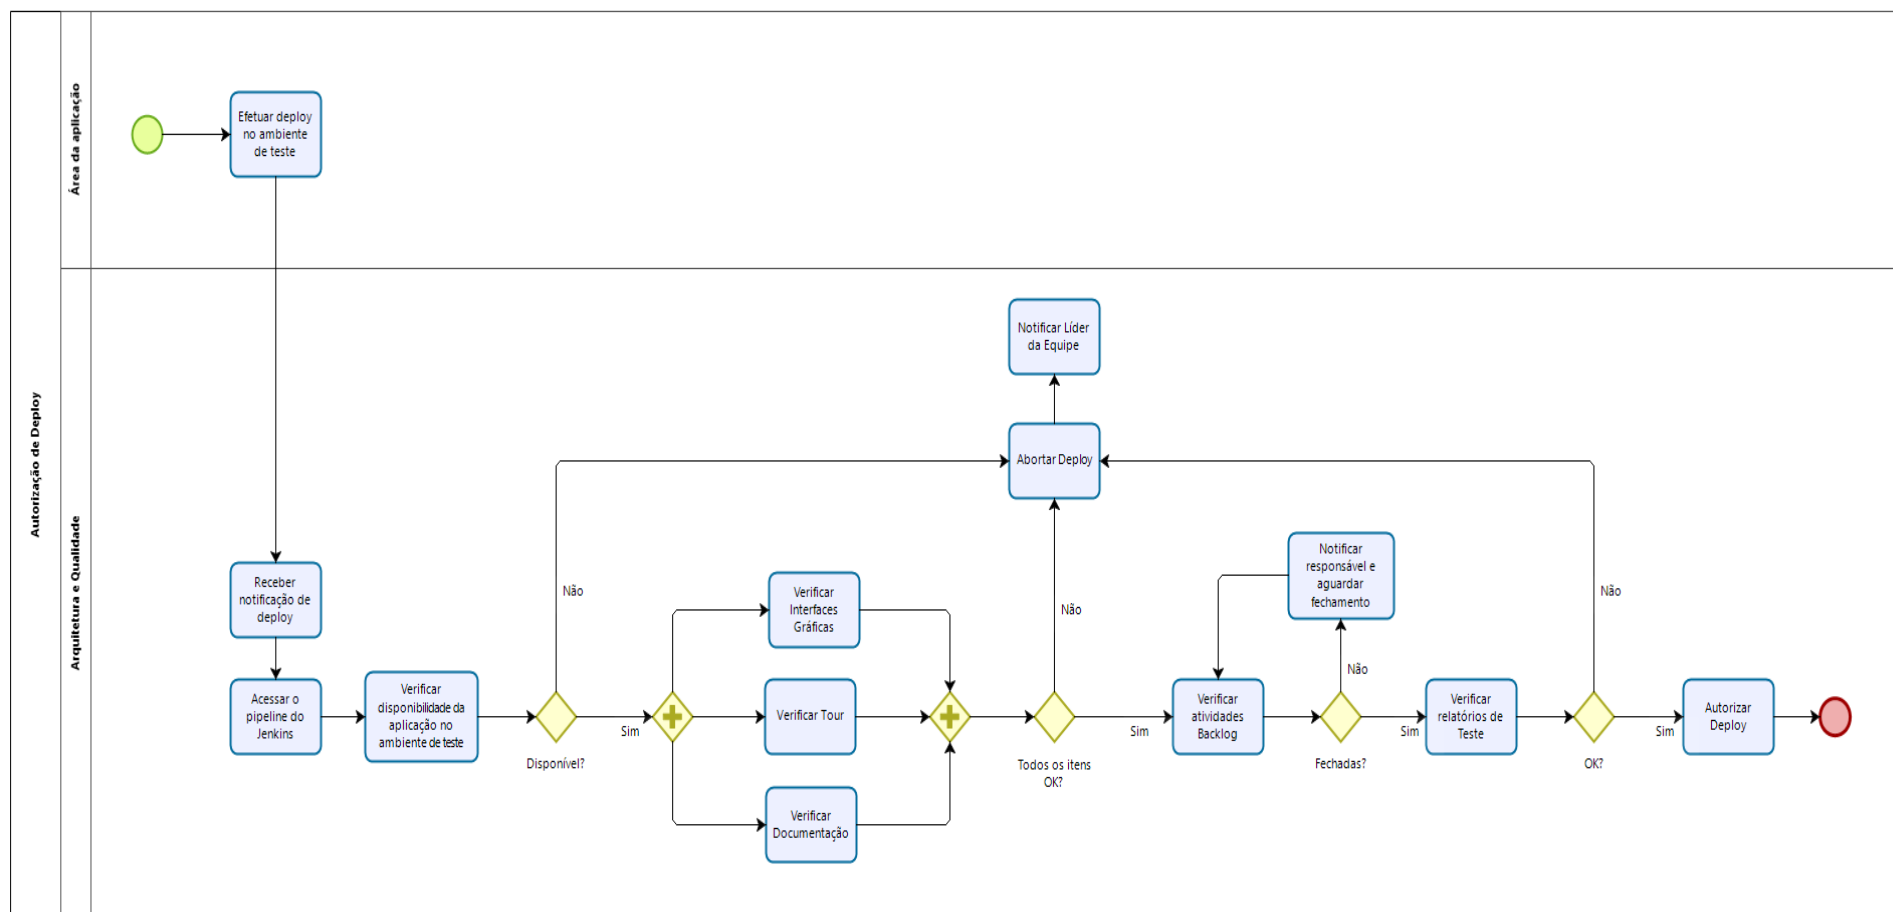 Autorização de Deploy
Área da aplicação
Efetuar deploy
no ambiente
de teste
Arquitetura e Qualidade
Notificar Líder
da Equipe
Abortar Deploy
Receber
notificação de
deploy
Acessar o
pipeline do
Jenkins
Verificar
disponibilidade da
aplicação no
ambiente de teste
Disponível?
Não
Sim
Verificar
Interfaces
Gráficas
Verificar Tour
Verificar
Documentação
Todos os itens
OK?
Não
Sim
Verificar
atividades
Backlog
Notificar
responsável e
aguardar
fechamento
Não
Fechadas?
Sim
Verificar
relatórios de
Teste
Não
OK?
Sim
Autorizar
Deploy